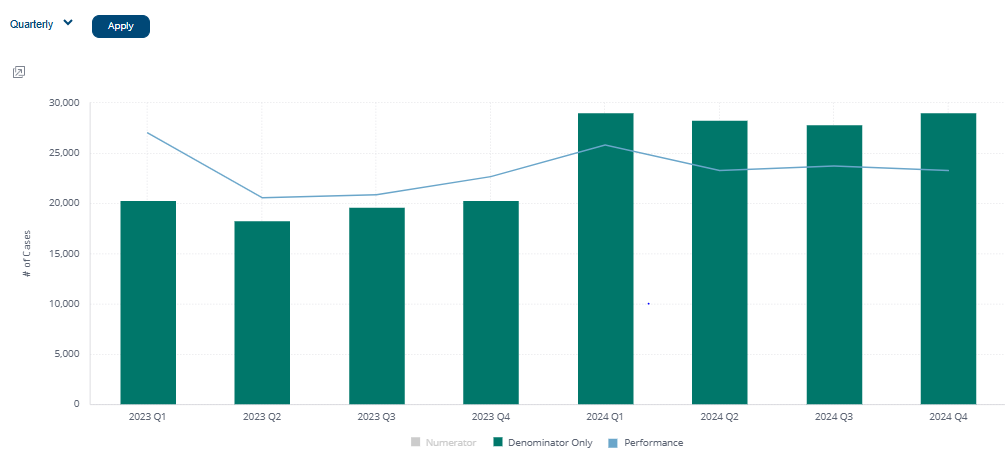 Quarterly
Apply
30,000
25,000
20,000
15,000
10,000
5,000
0
# of Cases
2023 Q1 2023 Q2 2023 Q3 2023 Q4 2024 Q1 2024 Q2 2024 Q3 2024 Q4
Numerator Denominator Only Performance